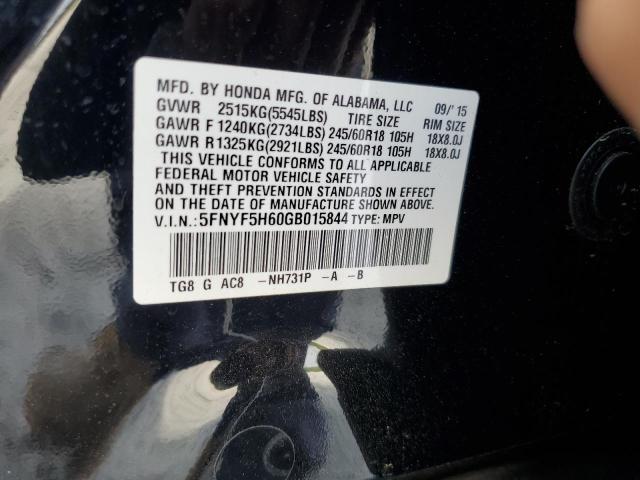 MFD. BY HONDA MFG. OF ALABAMA, LLC 09/'15
GVWR 2515KG(5545LBS) TIRE SIZE RIM SIZE
GAWR F 1240KG(2734LBS) 245/60R18 105H 18X8.0J
GAWR R1325KG(2921LBS) 245/60R18 105H 18X8.0J
THIS VEHICLE CONFORMS TO ALL APPLICABLE
FEDERAL MOTOR VEHICLE SAFETY
AND THEFT PREVENTION STANDARDS IN EFFECT
ON THE DATE OF MANUFACTURE SHOWN ABOVE.
V.I.N.:5FNYF5H60GB015844 TYPE: MPV
TG8 G AC8 -NH731P -A -B